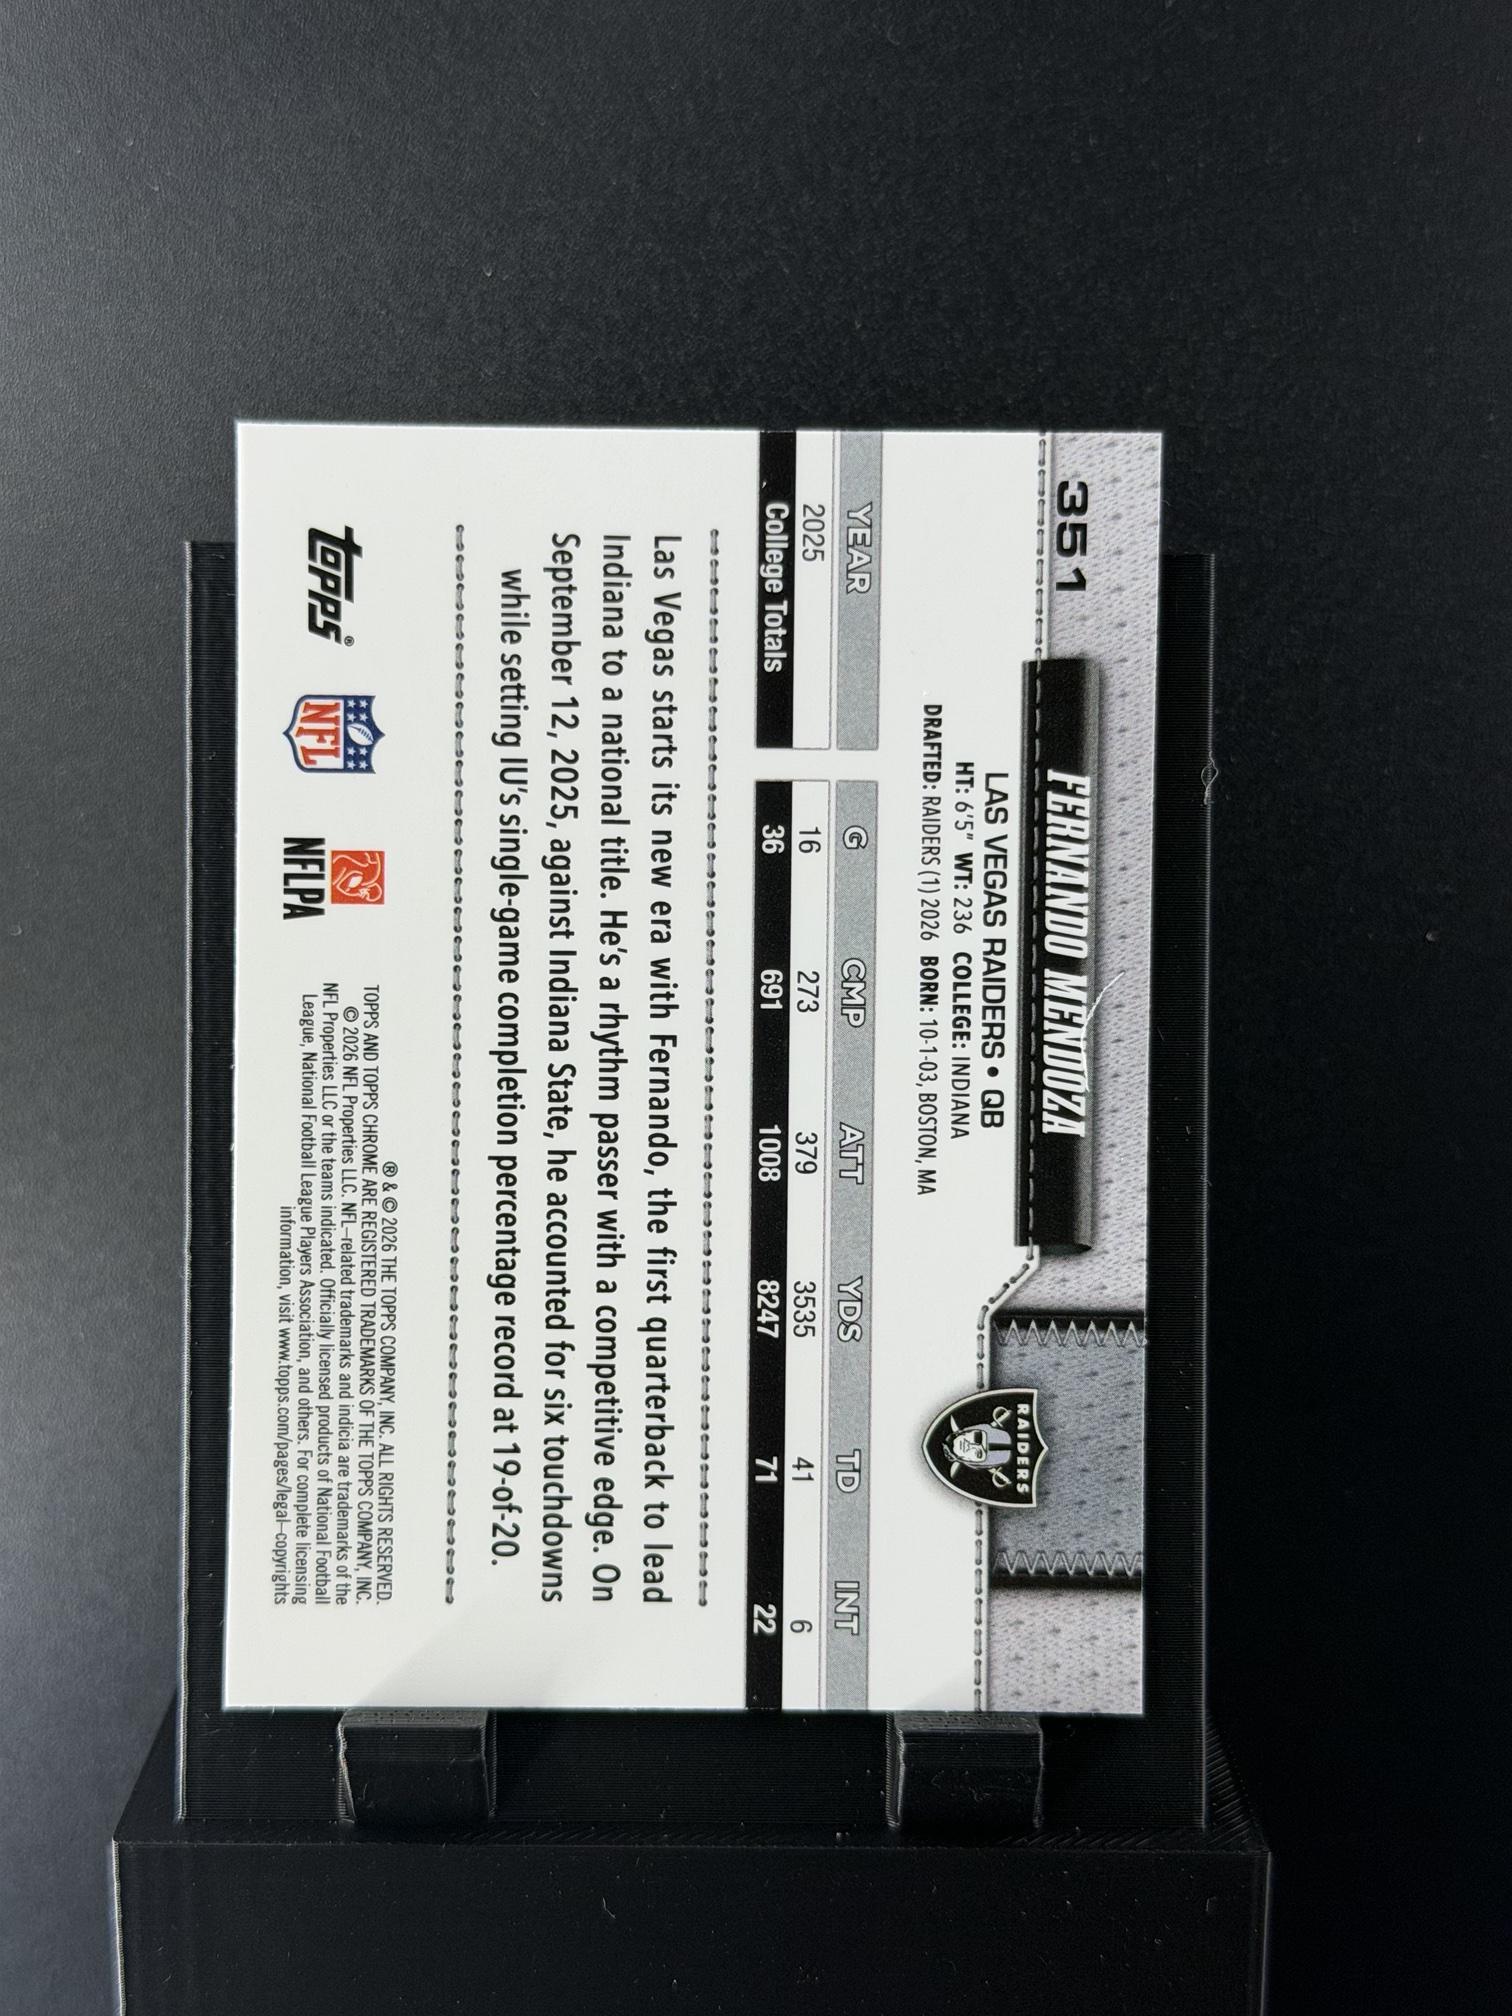 351
FERNANDO MENDOZA
LAS VEGAS RAIDERS • QB
HT: 6'5" WT: 236 COLLEGE: INDIANA
DRAFTED: RAIDERS (1) 2026 BORN: 10-1-03, BOSTON, MA
RAIDERS
YEAR G CMP ATT YDS TD INT
2025 16 273 379 3535 41 6
College Totals 36 691 1008 8247 71 22
Las Vegas starts its new era with Fernando, the first quarterback to lead
Indiana to a national title. He's a rhythm passer with a competitive edge. On
September 12, 2025, against Indiana State, he accounted for six touchdowns
while setting IU's single-game completion percentage record at 19-of-20.
topps®
NFL
NFLPA
® & © 2026 THE TOPPS COMPANY, INC. ALL RIGHTS RESERVED.
TOPPS AND TOPPS CHROME ARE REGISTERED TRADEMARKS OF THE TOPPS COMPANY, INC.
© 2026 NFL Properties LLC. NFL–related trademarks and indicia are trademarks of the
NFL Properties LLC or the teams indicated. Officially licensed products of National Football
League, National Football League Players Association, and others. For complete licensing
information, visit www.topps.com/pages/legal–copyrights